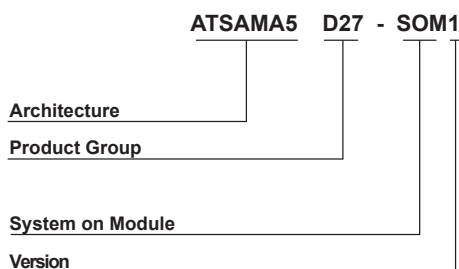 ATSAMA5 D27 - SOM1
Architecture
Product Group
System on Module
Version